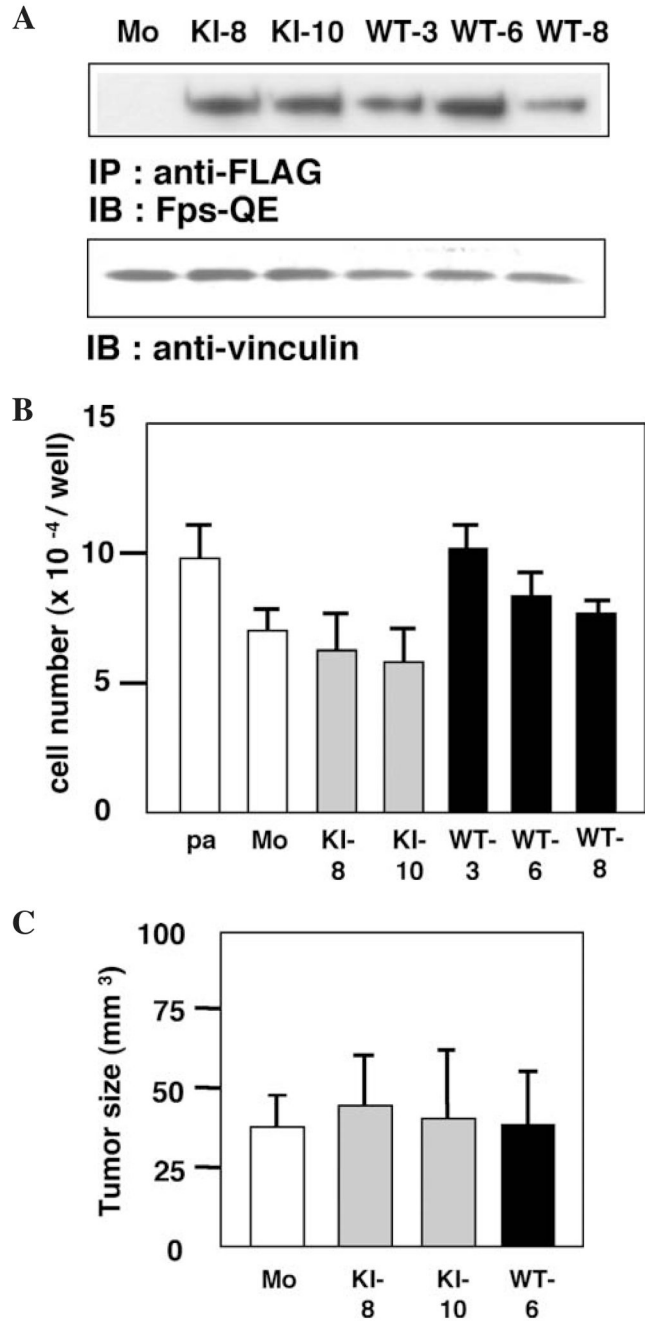 A
Mo KI-8 KI-10 WT-3 WT-6 WT-8
IP : anti-FLAG
IB : Fps-QE
IB : anti-vinculin
B
cell number (x 10 -4 / well)
15
10
5
0
pa Mo KI-8 KI-10 WT-3 WT-6 WT-8
C
Tumor size (mm 3)
100
75
50
25
0
Mo KI-8 KI-10 WT-6